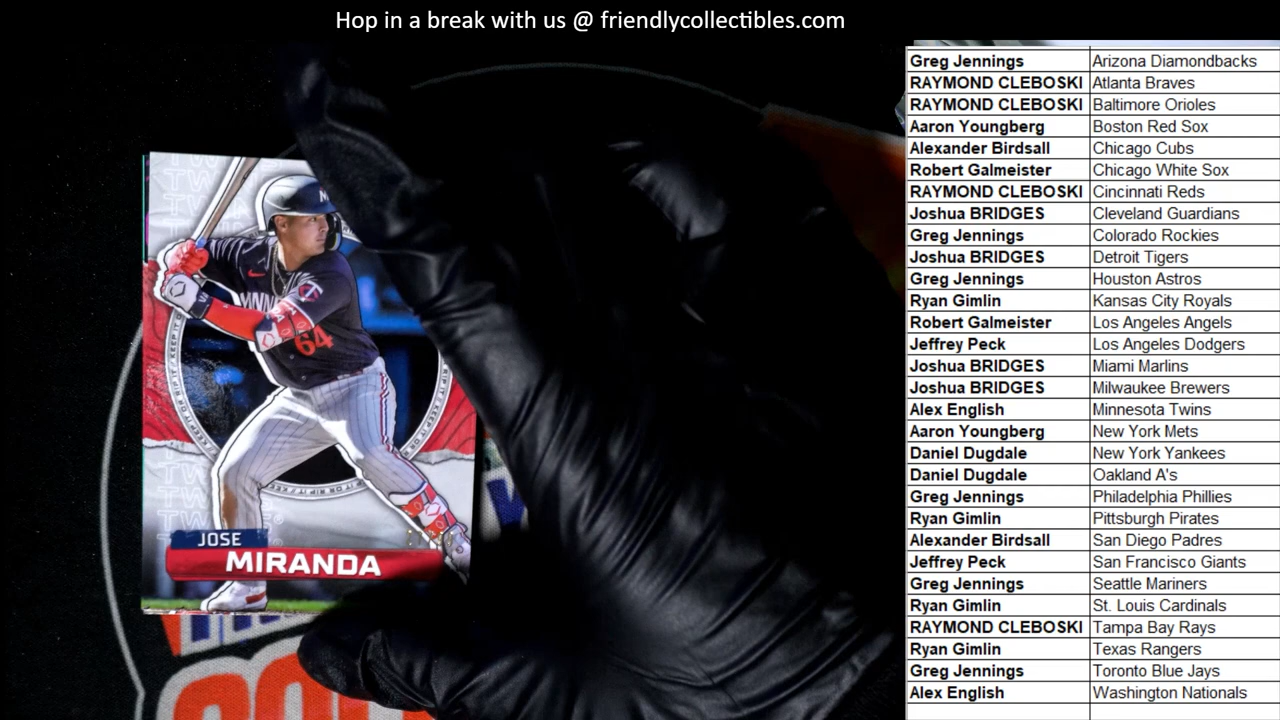 Hop in a break with us @ friendlycollectibles.com
Greg Jennings Arizona Diamondbacks
RAYMOND CLEBOSKI Atlanta Braves
RAYMOND CLEBOSKI Baltimore Orioles
Aaron Youngberg Boston Red Sox
Alexander Birdsall Chicago Cubs
Robert Galmeister Chicago White Sox
RAYMOND CLEBOSKI Cincinnati Reds
Joshua BRIDGES Cleveland Guardians
Greg Jennings Colorado Rockies
Joshua BRIDGES Detroit Tigers
Greg Jennings Houston Astros
Ryan Gimlin Kansas City Royals
Robert Galmeister Los Angeles Angels
Jeffrey Peck Los Angeles Dodgers
Joshua BRIDGES Miami Marlins
Joshua BRIDGES Milwaukee Brewers
Alex English Minnesota Twins
Aaron Youngberg New York Mets
Daniel Dugdale New York Yankees
Daniel Dugdale Oakland A's
Greg Jennings Philadelphia Phillies
Ryan Gimlin Pittsburgh Pirates
Alexander Birdsall San Diego Padres
Jeffrey Peck San Francisco Giants
Greg Jennings Seattle Mariners
Ryan Gimlin St. Louis Cardinals
RAYMOND CLEBOSKI Tampa Bay Rays
Ryan Gimlin Texas Rangers
Greg Jennings Toronto Blue Jays
Alex English Washington Nationals
64
JOSE
MIRANDA